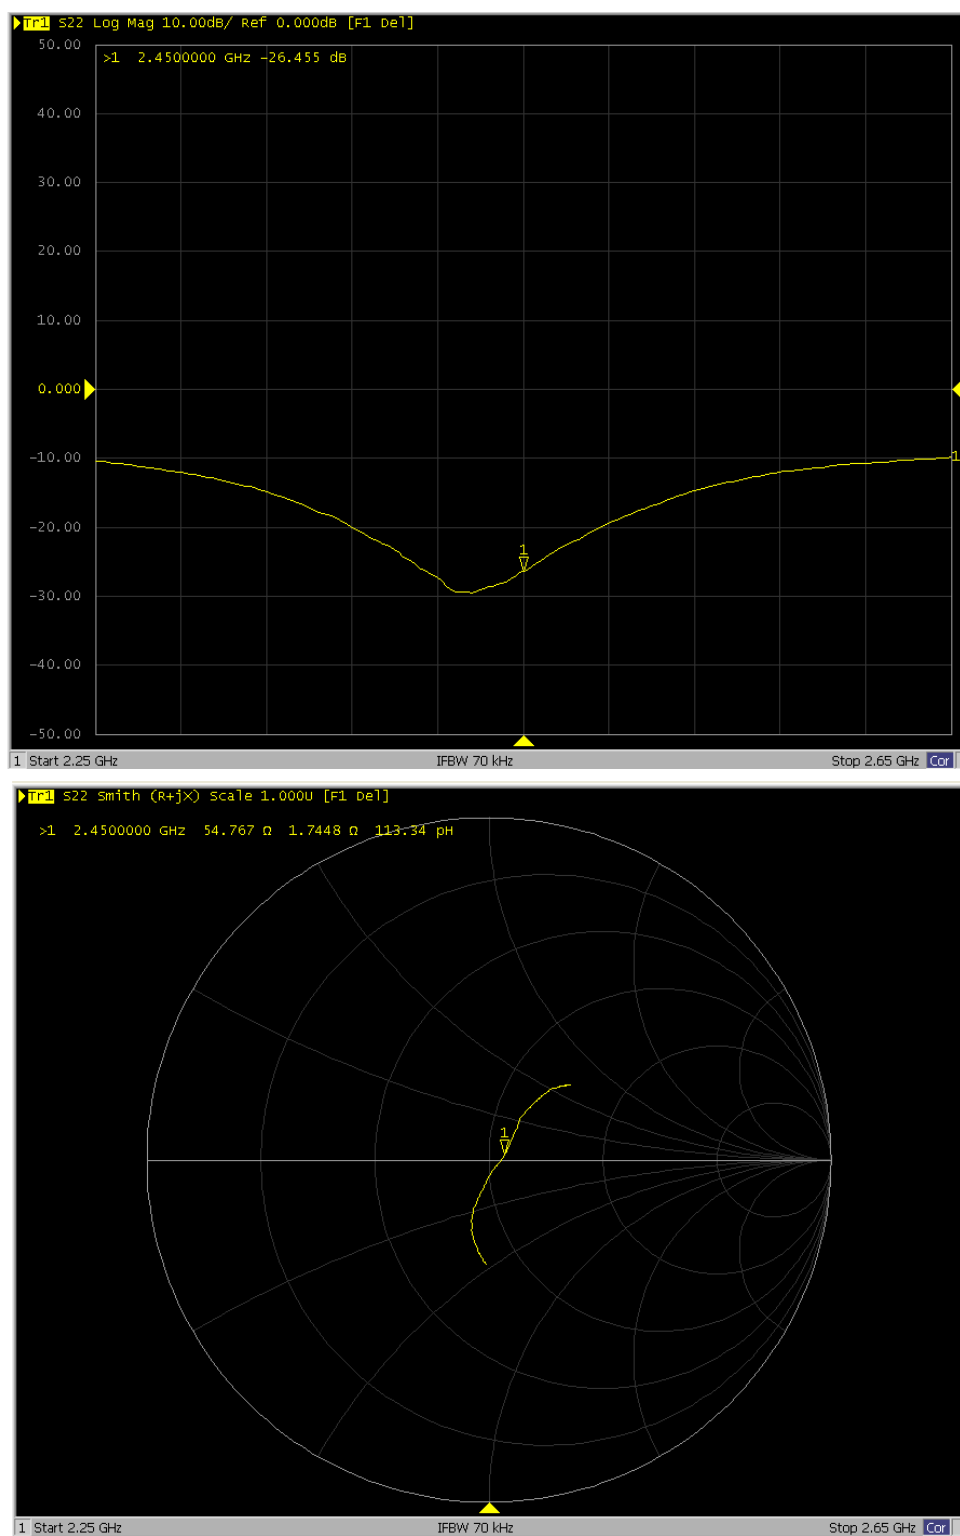 Tr1 S22 Log Mag 10.00dB/ Ref 0.000dB [F1 Del]
50.00
>1 2.4500000 GHz -26.455 dB
40.00
30.00
20.00
10.00
0.000
-10.00
1
-20.00
1
-30.00
-40.00
-50.00
1 Start 2.25 GHz IFBW 70 kHz Stop 2.65 GHz Cor
Tr1 S22 Smith (R+jX) Scale 1.000U [F1 Del]
>1 2.4500000 GHz 54.767 Ω 1.7448 Ω 113.34 pH
1
1 Start 2.25 GHz IFBW 70 kHz Stop 2.65 GHz Cor